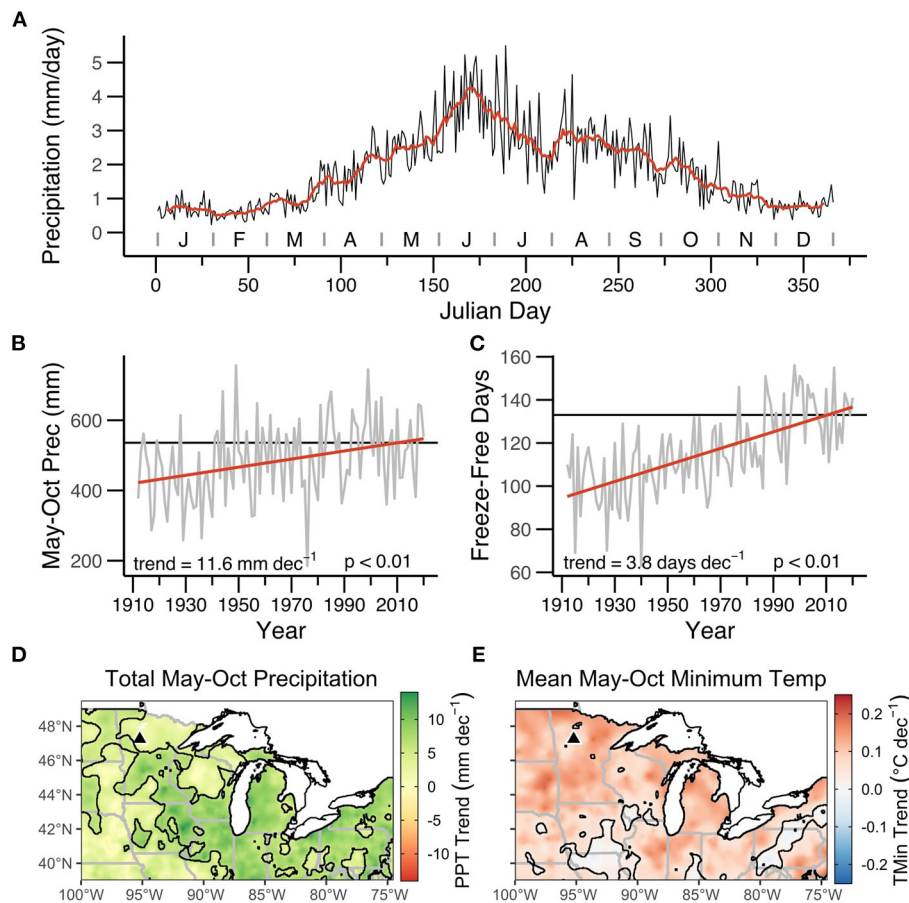 A
Precipitation (mm/day)
5
4
3
2
1
0
J F M A M J J A S O N D
0 50 100 150 200 250 300 350
Julian Day
B
May-Oct Prec (mm)
600
400
200
trend = 11.6 mm dec⁻¹ p < 0.01
1910 1930 1950 1970 1990 2010
Year
C
Freeze-Free Days
160
140
120
100
80
60
trend = 3.8 days dec⁻¹ p < 0.01
1910 1930 1950 1970 1990 2010
Year
D
Total May-Oct Precipitation
48°N
46°N
44°N
42°N
40°N
100°W 95°W 90°W 85°W 80°W 75°W
10
5
0
-5
-10
PPT Trend (mm dec⁻¹)
E
Mean May-Oct Minimum Temp
100°W 95°W 90°W 85°W 80°W 75°W
0.2
0.1
0.0
-0.1
-0.2
TMin Trend (°C dec⁻¹)